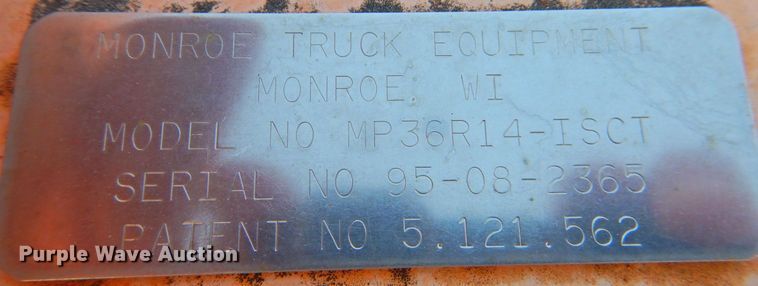 MONROE TRUCK EQUIPMENT
MONROE, WI
MODEL NO MP36R14-ISCT
SERIAL NO 95-08-2365
PATENT NO 5.121.562
Purple Wave Auction